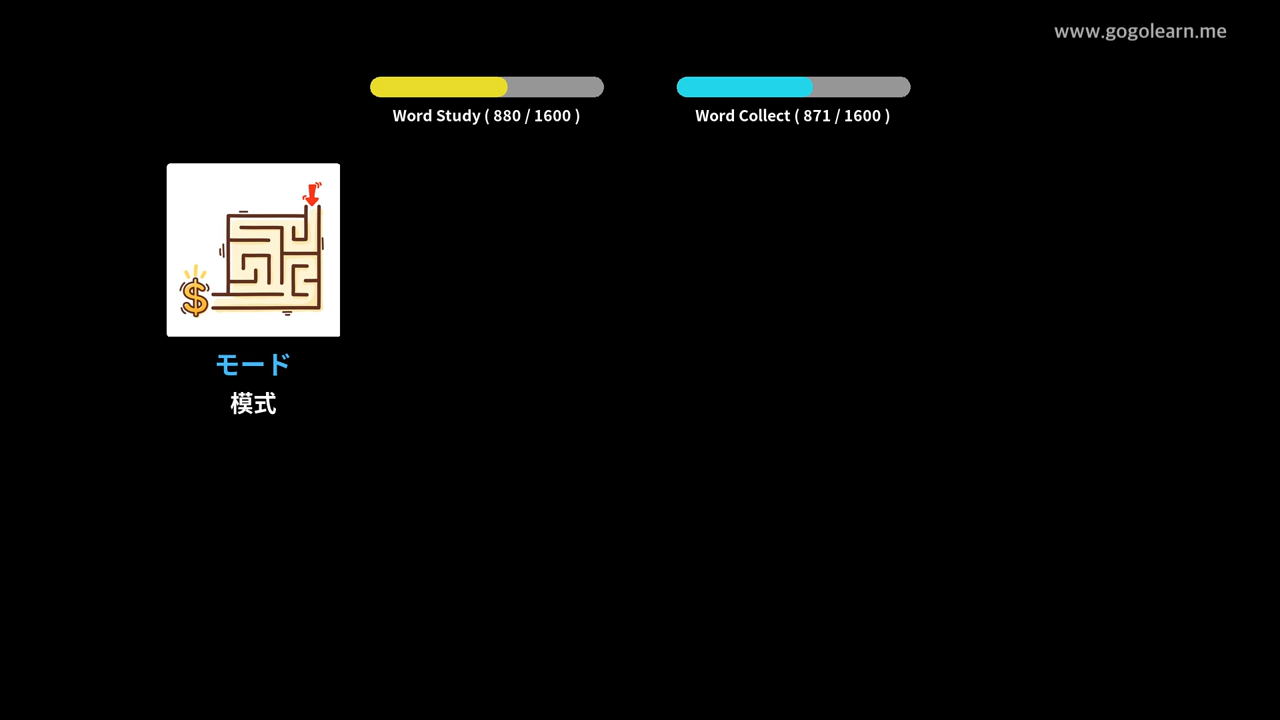 www.gogolearn.me
Word Study ( 880 / 1600 )
Word Collect ( 871 / 1600 )
$
モード
模式